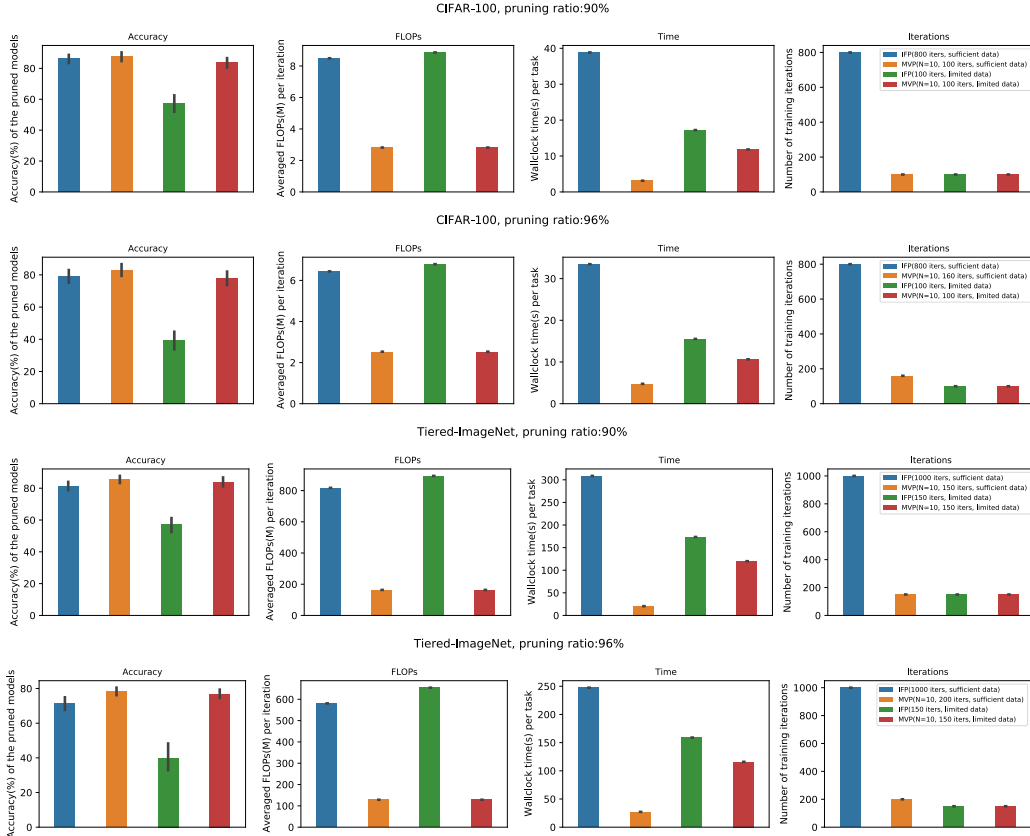 CIFAR-100, pruning ratio:90%
Accuracy
Accuracy(%) of the pruned models
80
60
40
20
0
FLOPs
Averaged FLOPs(M) per iteration
8
6
4
2
0
Time
Wallclock time(s) per task
40
30
20
10
0
Iterations
Number of training iterations
800
600
400
200
0
IFP(800 iters, sufficient data)
MVP(N=10, 100 iters, sufficient data)
IFP(100 iters, limited data)
MVP(N=10, 100 iters, limited data)
CIFAR-100, pruning ratio:96%
Accuracy
Accuracy(%) of the pruned models
80
60
40
20
0
FLOPs
Averaged FLOPs(M) per iteration
6
4
2
0
Time
Wallclock time(s) per task
30
20
10
0
Iterations
Number of training iterations
800
600
400
200
0
IFP(800 iters, sufficient data)
MVP(N=10, 160 iters, sufficient data)
IFP(100 iters, limited data)
MVP(N=10, 100 iters, limited data)
Tiered-ImageNet, pruning ratio:90%
Accuracy
Accuracy(%) of the pruned models
80
60
40
20
0
FLOPs
Averaged FLOPs(M) per iteration
800
600
400
200
0
Time
Wallclock time(s) per task
300
250
200
150
100
50
0
Iterations
Number of training iterations
1000
800
600
400
200
0
IFP(1000 iters, sufficient data)
MVP(N=10, 150 iters, sufficient data)
IFP(150 iters, limited data)
MVP(N=10, 150 iters, limited data)
Tiered-ImageNet, pruning ratio:96%
Accuracy
Accuracy(%) of the pruned models
80
60
40
20
0
FLOPs
Averaged FLOPs(M) per iteration
600
500
400
300
200
100
0
Time
Wallclock time(s) per task
250
200
150
100
50
0
Iterations
Number of training iterations
1000
800
600
400
200
0
IFP(1000 iters, sufficient data)
MVP(N=10, 200 iters, sufficient data)
IFP(150 iters, limited data)
MVP(N=10, 150 iters, limited data)